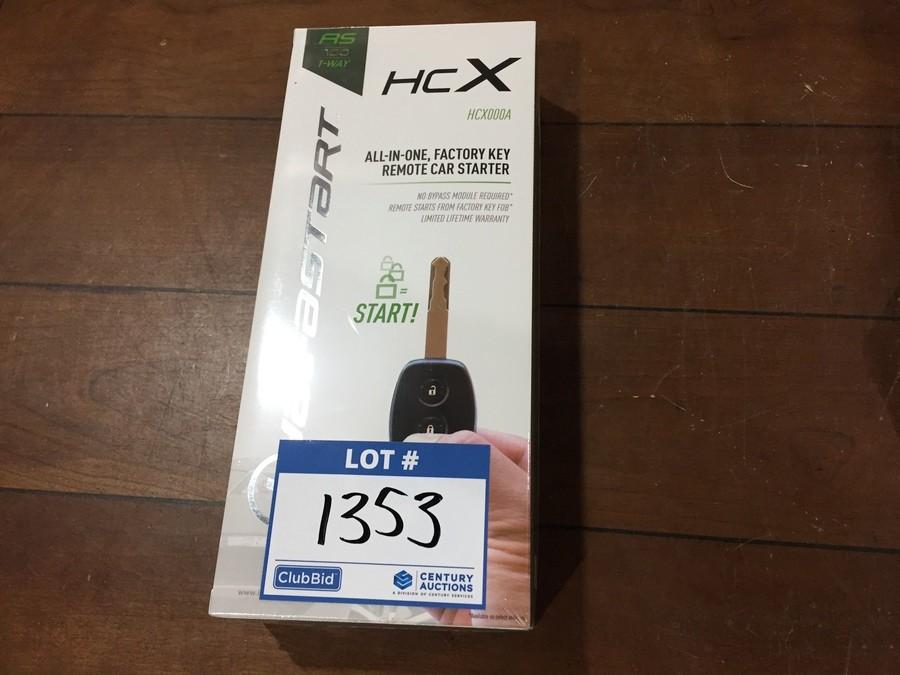 RS
1-WAY
HCX
HCX000A
ALL-IN-ONE, FACTORY KEY
REMOTE CAR STARTER
NO BYPASS MODULE REQUIRED*
REMOTE STARTS FROM FACTORY KEY FOB*
LIMITED LIFETIME WARRANTY
START!
LOT #
1353
ClubBid
CENTURY
AUCTIONS
A DIVISION OF CENTURY SERVICES
www.